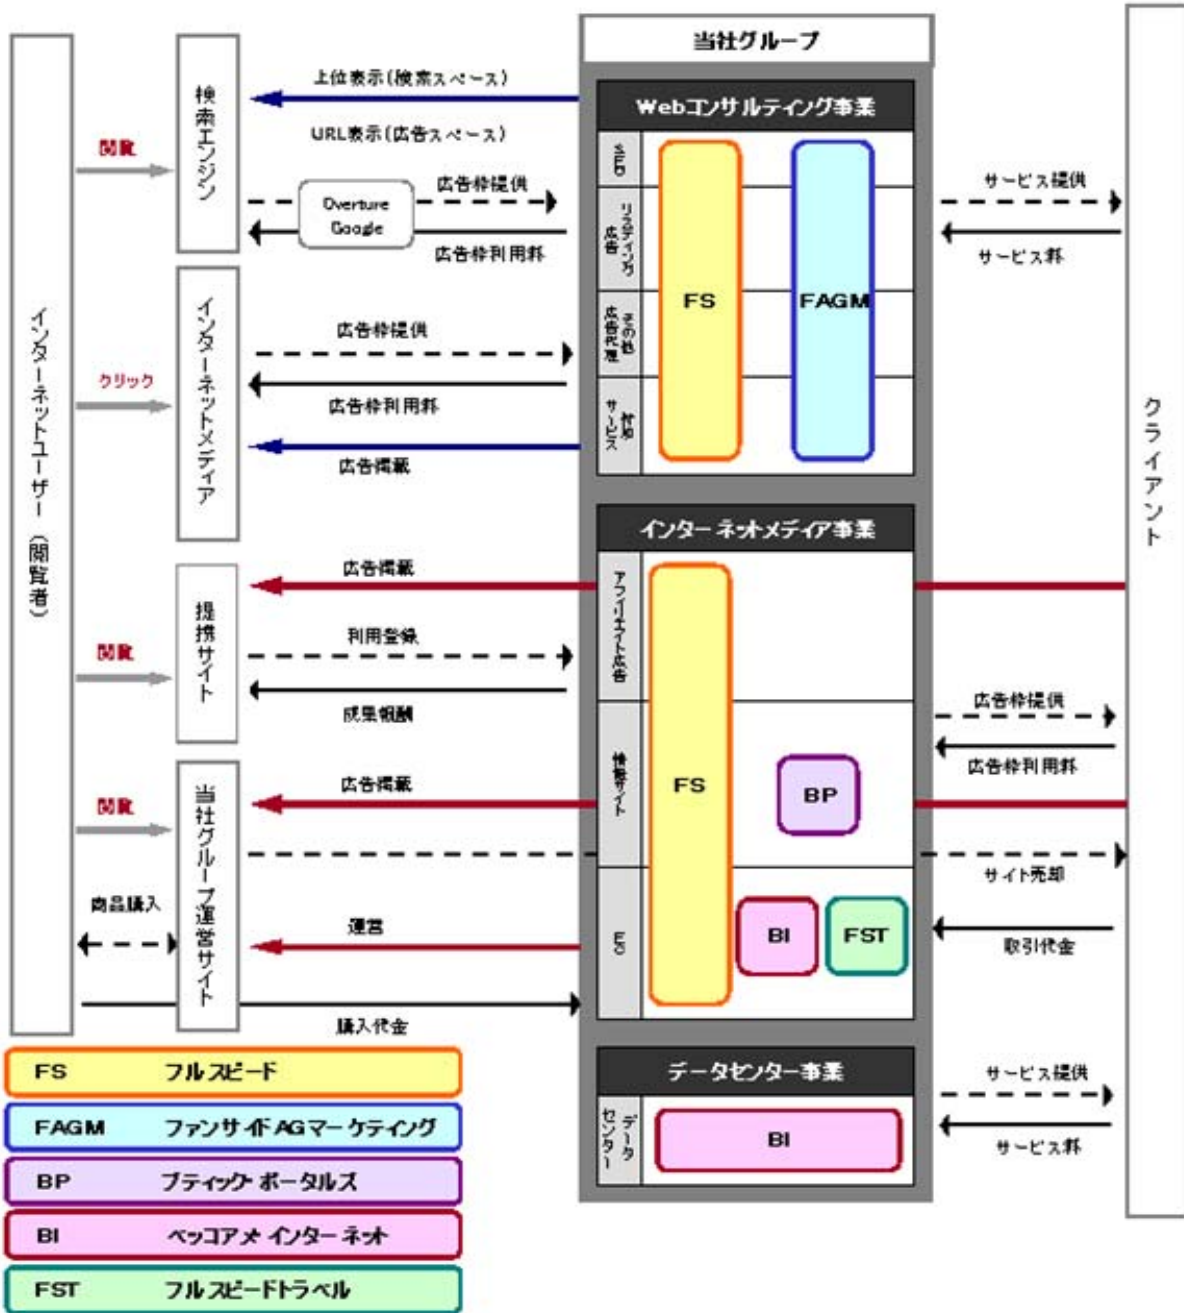 当社グループ
インターネットユーザー（閲覧者）
検索エンジン
インターネットメディア
提携サイト
当社グループ運営サイト
クライアント
閲覧
クリック
閲覧
閲覧
商品購入
上位表示（検索スペース）
URL表示（広告スペース）
広告枠提供
Overture
Google
広告枠利用料
広告枠提供
広告枠利用料
広告掲載
広告掲載
利用登録
成果報酬
広告掲載
運営
購入代金
Webコンサルティング事業
SEO
リスティング
広告
その他
広告代理
付加
サービス
FS
FAGM
インターネットメディア事業
アフィリエイト広告
情報サイト
EC
FS
BP
BI
FST
データセンター事業
データ
センター
BI
サービス提供
サービス料
広告枠提供
広告枠利用料
サイト売却
取引代金
サービス提供
サービス料
FS フルスピード
FAGM ファンサイドAGマーケティング
BP ブティック・ポータルズ
BI ベッコアメ・インターネット
FST フルスピードトラベル